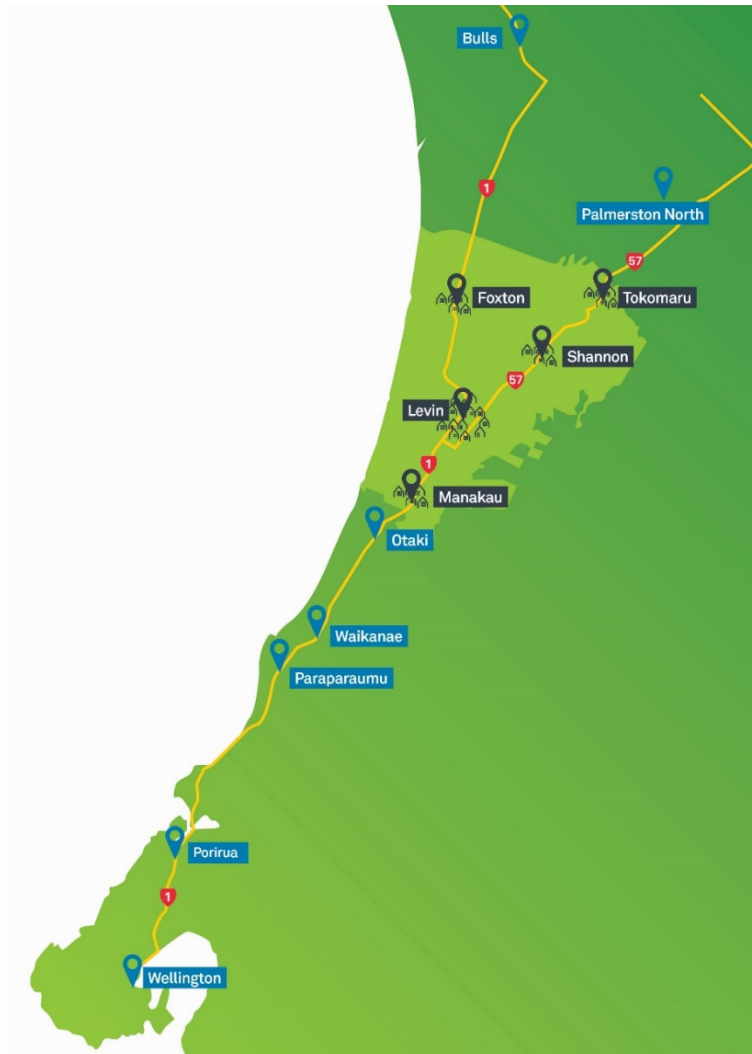 Bulls
1
Palmerston North
57
Foxton
Tokomaru
Shannon
57
Levin
1
Manakau
Otaki
Waikanae
Paraparaumu
Porirua
1
Wellington